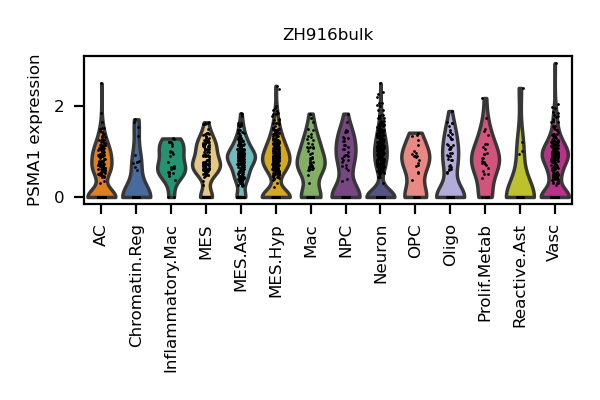 ZH916bulk
PSMA1 expression
2
0
AC
Chromatin.Reg
Inflammatory.Mac
MES
MES.Ast
MES.Hyp
Mac
NPC
Neuron
OPC
Oligo
Prolif.Metab
Reactive.Ast
Vasc